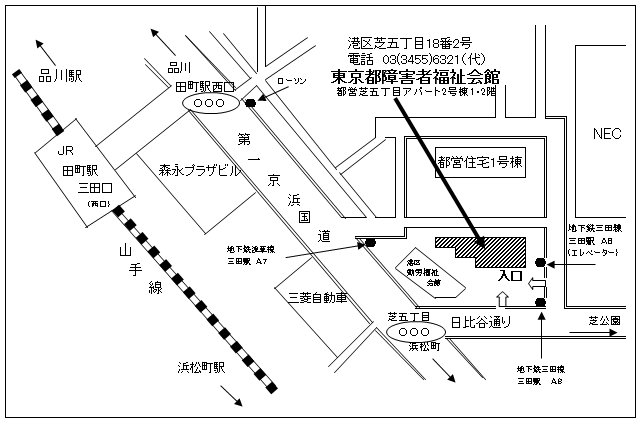 港区芝五丁目18番2号
電話 03(3455)6321(代)
東京都障害者福祉会館
都営芝五丁目アパート2号棟1・2階
品川駅
品川
田町駅西口
○○○
ローソン
JR
田町駅
三田口
(西口)
森永プラザビル
第一京浜国道
都営住宅1号棟
NEC
山手線
地下鉄浅草線
三田駅 A7
港区
勤労福祉
会館
入口
地下鉄三田線
三田駅 A8
(エレベーター)
三菱自動車
芝五丁目
○○○
浜松町
日比谷通り
芝公園
浜松町駅
地下鉄三田線
三田駅 A8